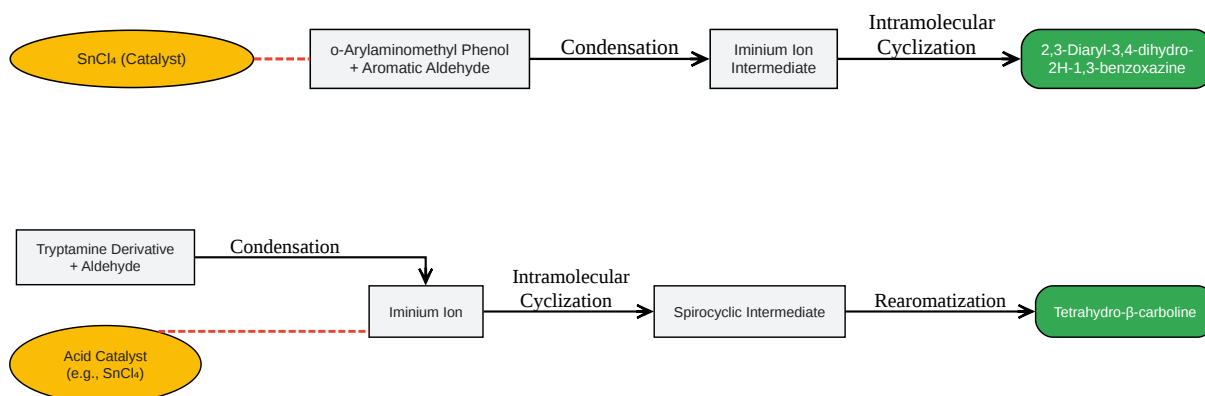 SnCl₄ (Catalyst)
o-Arylaminomethyl Phenol
+ Aromatic Aldehyde
Condensation
Iminium Ion
Intermediate
Intramolecular
Cyclization
2,3-Diaryl-3,4-dihydro-
2H-1,3-benzoxazine
Tryptamine Derivative
+ Aldehyde
Condensation
Acid Catalyst
(e.g., SnCl₄)
Iminium Ion
Intramolecular
Cyclization
Spirocyclic Intermediate
Rearomatization
Tetrahydro-β-carboline